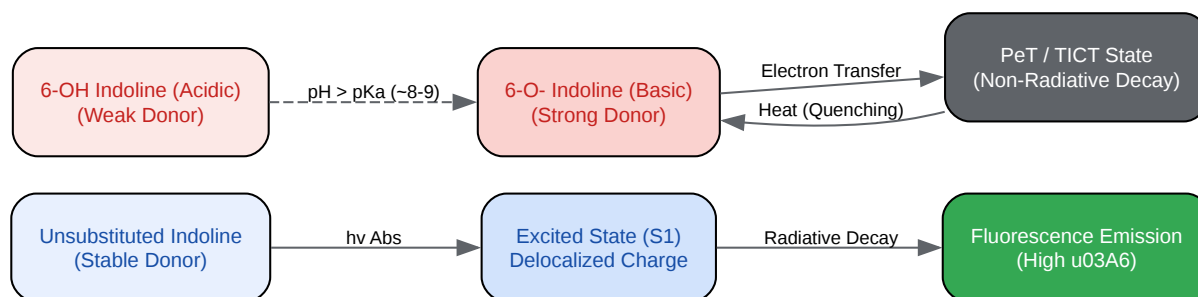 6-OH Indoline (Acidic)
(Weak Donor)
pH > pKa (~8-9)
6-O- Indoline (Basic)
(Strong Donor)
Electron Transfer
Heat (Quenching)
PeT / TICT State
(Non-Radiative Decay)
Unsubstituted Indoline
(Stable Donor)
hv Abs
Excited State (S1)
Delocalized Charge
Radiative Decay
Fluorescence Emission
(High u03A6)